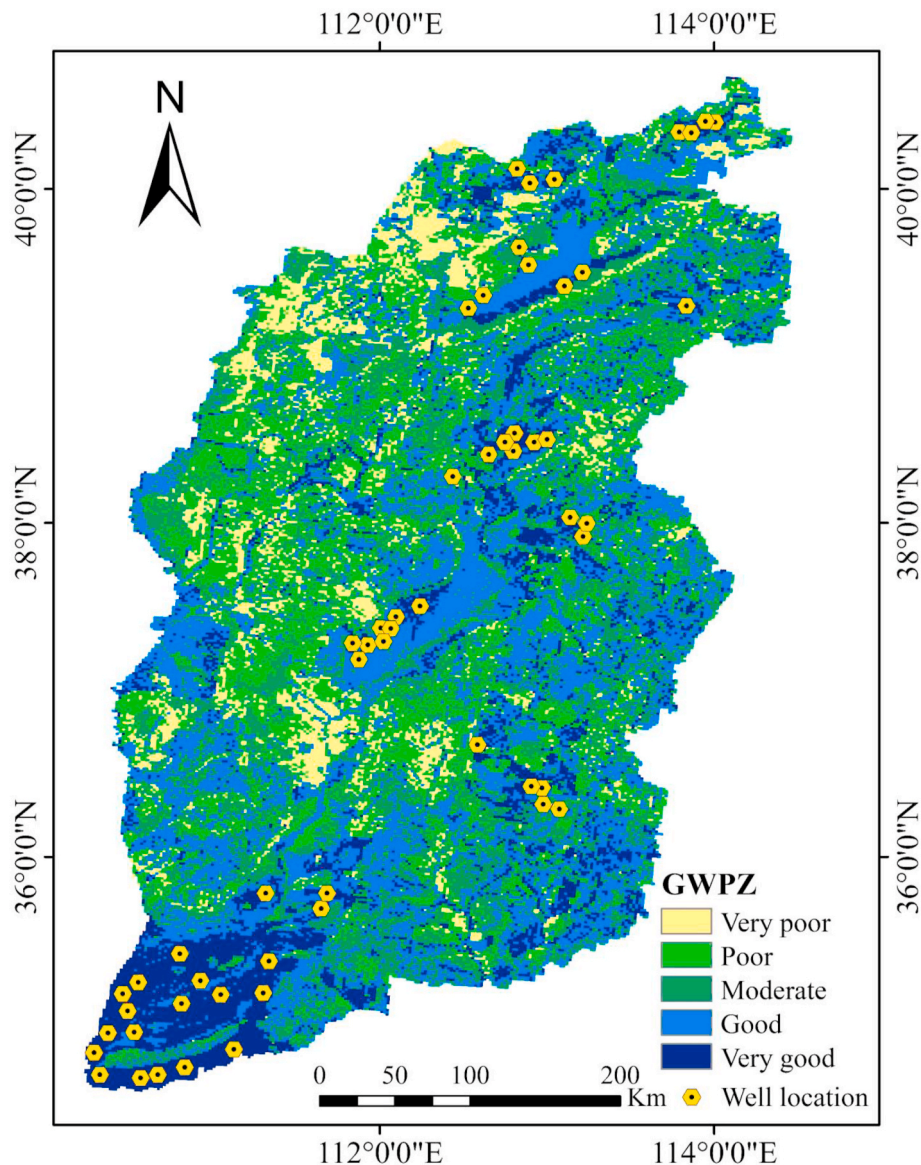 112°0'0"E 114°0'0"E
N
40°0'0"N 40°0'0"N
38°0'0"N 38°0'0"N
36°0'0"N 36°0'0"N
GWPZ
Very poor
Poor
Moderate
Good
Very good
0 50 100 200
Km
Well location
112°0'0"E 114°0'0"E